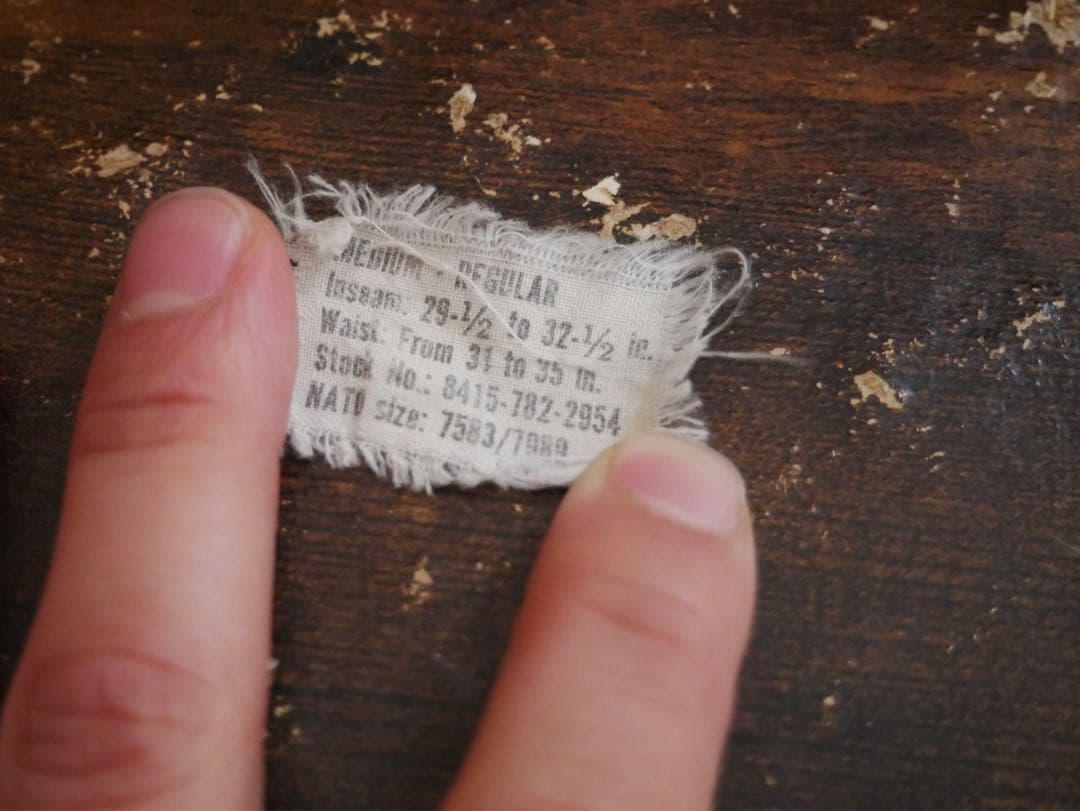 MEDIUM REGULAR
Inseam: 29-½ to 32-½ in.
Waist. From 31 to 35 in.
Stock No.: 8415-782-2954
NATO size: 7583/7989